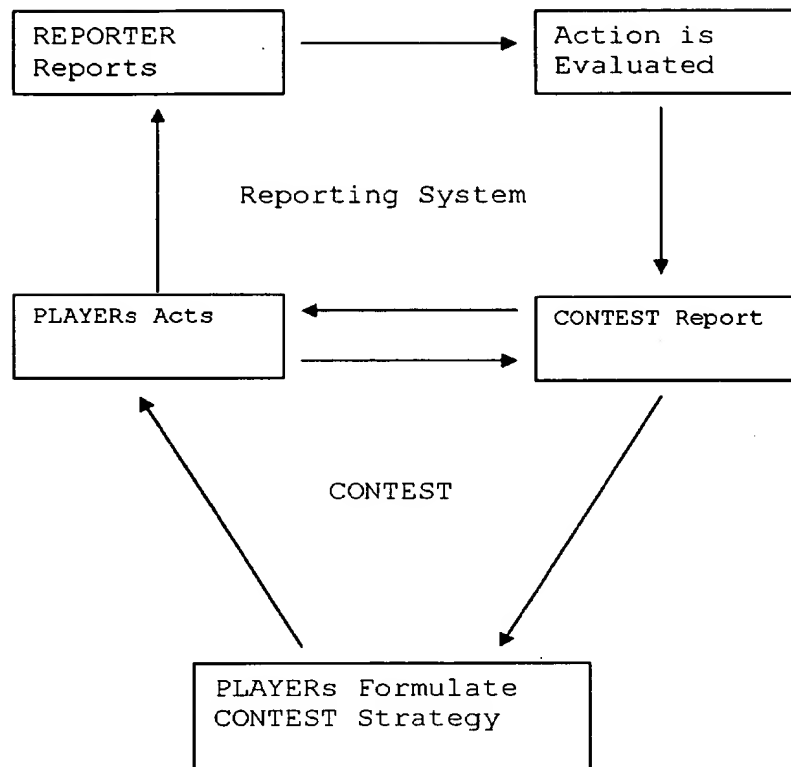 REPORTER
Reports
Action is
Evaluated
Reporting System
PLAYERs Acts
CONTEST Report
CONTEST
PLAYERs Formulate
CONTEST Strategy